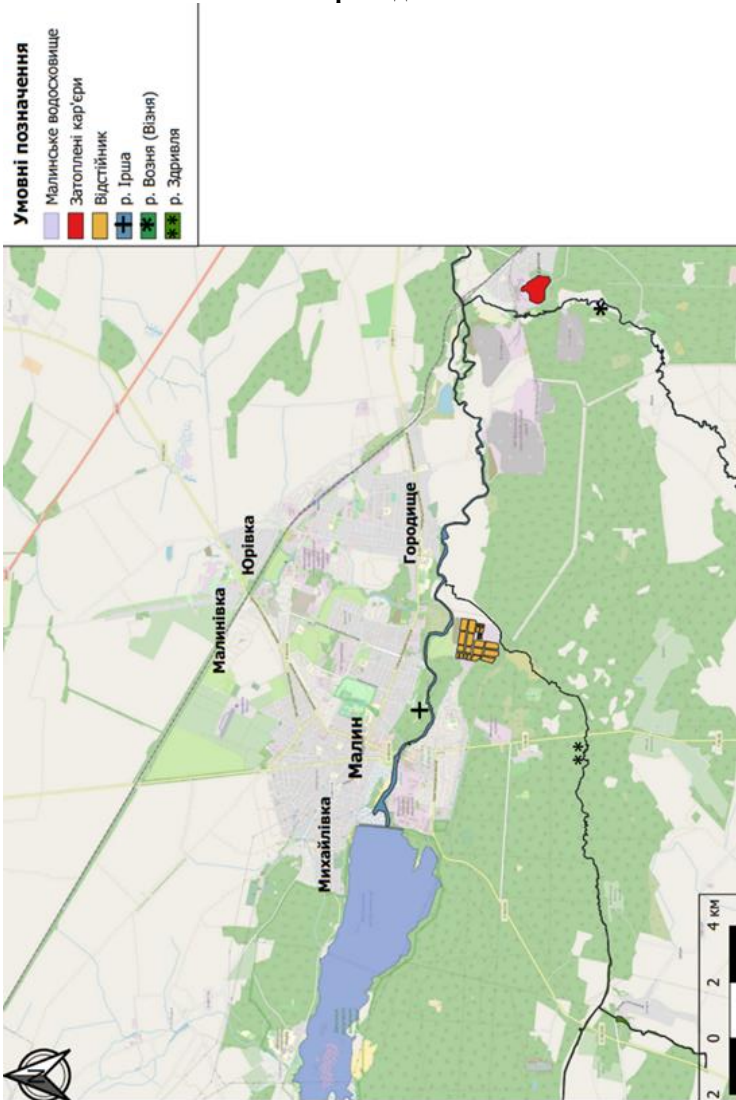 Умовні позначення
Малинське водосховище
Затоплені кар'єри
Відстійник
р. Ірша
р. Возня (Візня)
р. Здривля
Малинівка
Юрівка
Михайлівка
Малин
Городище
2 0 2 4 км